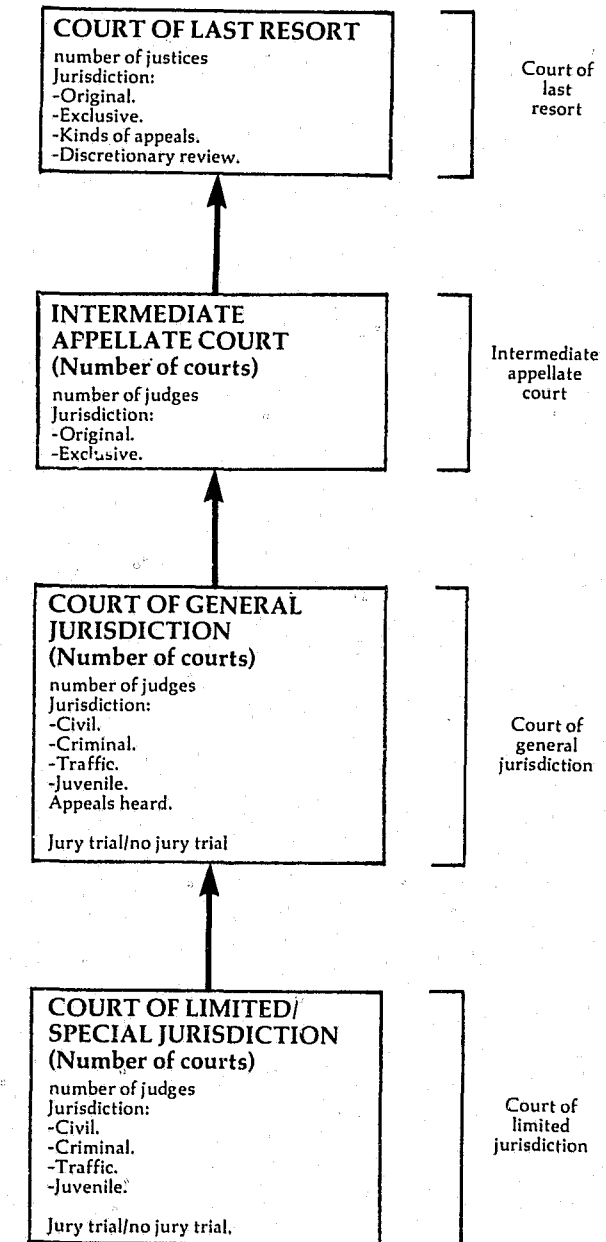 COURT OF LAST RESORT
number of justices
Jurisdiction:
-Original.
-Exclusive.
-Kinds of appeals.
-Discretionary review.
Court of
last
resort
INTERMEDIATE
APPELLATE COURT
(Number of courts)
number of judges
Jurisdiction:
-Original.
-Exclusive.
Intermediate
appellate
court
COURT OF GENERAL
JURISDICTION
(Number of courts)
number of judges
Jurisdiction:
-Civil.
-Criminal.
-Traffic.
-Juvenile.
Appeals heard.
Jury trial/no jury trial
Court of
general
jurisdiction
COURT OF LIMITED/
SPECIAL JURISDICTION
(Number of courts)
number of judges
Jurisdiction:
-Civil.
-Criminal.
-Traffic.
-Juvenile.
Jury trial/no jury trial.
Court of
limited
jurisdiction